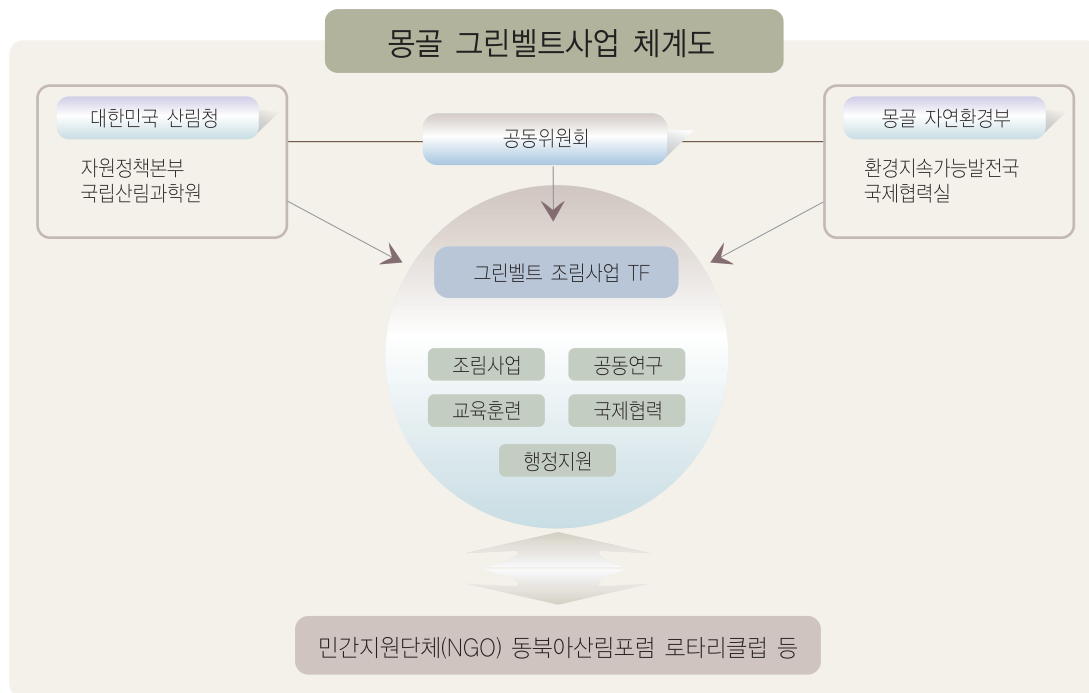 몽골 그린벨트사업 체계도
대한민국 산림청
자원정책본부
국립산림과학원
공동위원회
몽골 자연환경부
환경지속가능발전국
국제협력실
그린벨트 조림사업 TF
조림사업
공동연구
교육훈련
국제협력
행정지원
민간지원단체(NGO) 동북아산림포럼 로타리클럽 등